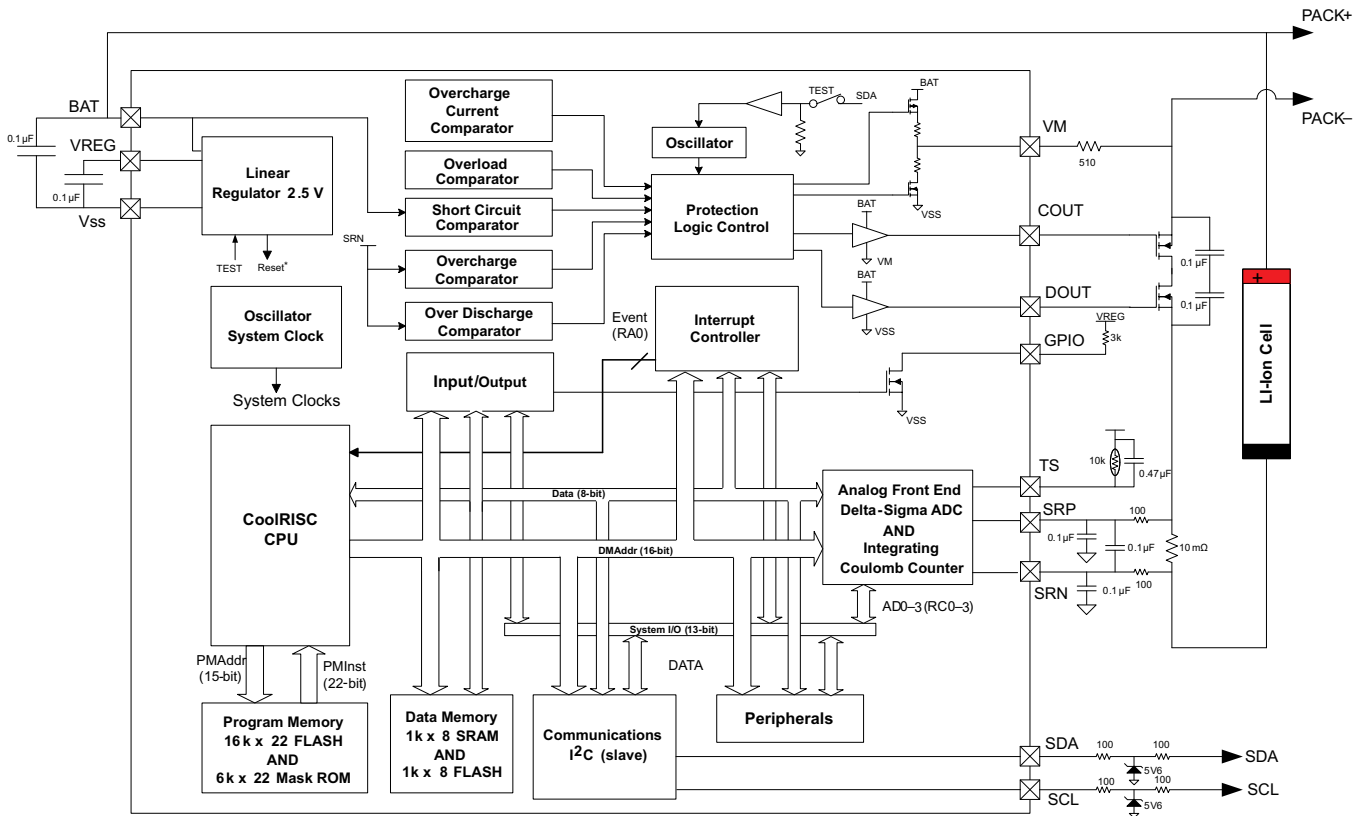 PACK+
PACK–
BAT
0.1 µF
VREG
0.1 µF
Vss
Linear
Regulator 2.5 V
TEST
Reset*
Oscillator
System Clock
System Clocks
Overcharge
Current
Comparator
Overload
Comparator
Short Circuit
Comparator
SRN
Overcharge
Comparator
Over Discharge
Comparator
TEST
SDA
Oscillator
Protection
Logic Control
BAT
VSS
BAT
VM
BAT
VSS
VM
510
COUT
0.1 µF
DOUT
0.1 µF
VREG
3k
GPIO
VSS
+
LI-Ion Cell
Event
(RA0)
Interrupt
Controller
Input/Output
CoolRISC
CPU
Data (8-bit)
DMAddr (16-bit)
Analog Front End
Delta-Sigma ADC
AND
Integrating
Coulomb Counter
AD0–3 (RC0–3)
TS
10k
0.47 µF
SRP
100
0.1 µF
0.1 µF
10 mΩ
100
SRN
0.1 µF
System I/O (13-bit)
DATA
PMAddr
(15-bit)
PMInst
(22-bit)
Program Memory
16k x 22 FLASH
AND
6k x 22 Mask ROM
Data Memory
1k x 8 SRAM
AND
1k x 8 FLASH
Communications
I2C (slave)
Peripherals
SDA
100
100
SDA
5V6
SCL
100
100
SCL
5V6